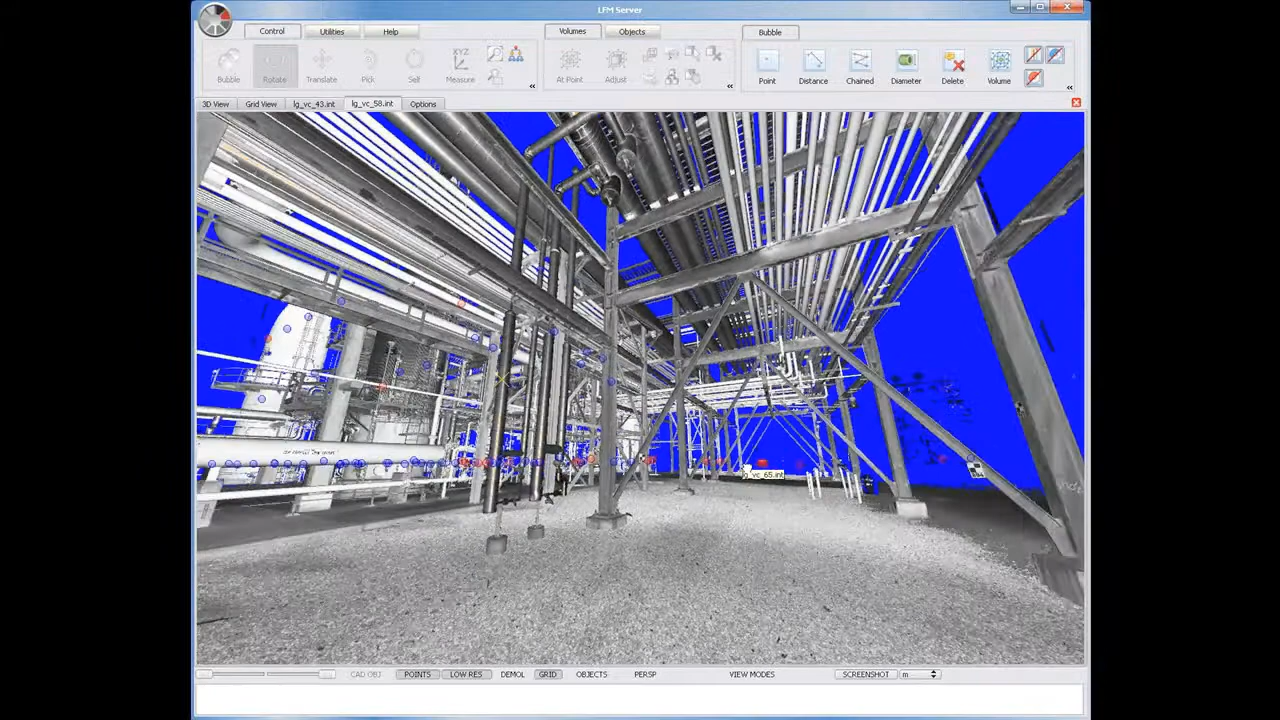 LFM Server
Control Utilities Help Volumes Objects Bubble
Bubble Rotate Translate Pick Self Measure At Point Adjust Point Distance Chained Diameter Delete Volume
XYZ
3D View Grid View lg_vc_43.int lg_vc_58.int Options
lg_vc_65.int
CAD OBJ POINTS LOW RES DEMOL GRID OBJECTS PERSP VIEW MODES SCREENSHOT m